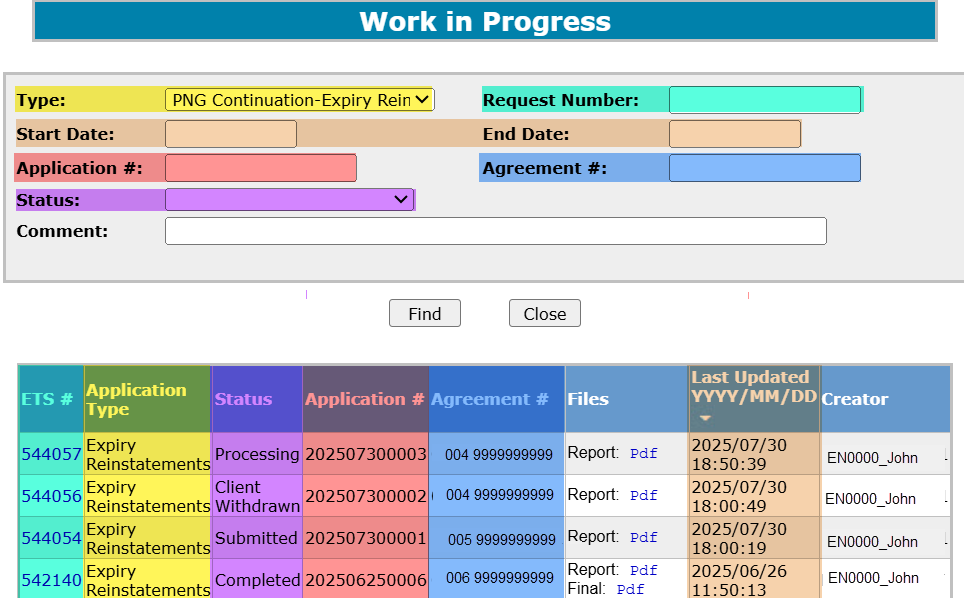 Work in Progress
Type: PNG Continuation-Expiry Rein Request Number:
Start Date: End Date:
Application #: Agreement #:
Status:
Comment:
Find Close
ETS # Application Type Status Application # Agreement # Files Last Updated YYYY/MM/DD Creator
544057 Expiry Reinstatements Processing 202507300003 004 9999999999 Report: Pdf 2025/07/30 18:50:39 EN0000_John
544056 Expiry Reinstatements Client Withdrawn 202507300002 004 9999999999 Report: Pdf 2025/07/30 18:00:49 EN0000_John
544054 Expiry Reinstatements Submitted 202507300001 005 9999999999 Report: Pdf 2025/07/30 18:00:19 EN0000_John
542140 Expiry Reinstatements Completed 202506250006 006 9999999999 Report: Pdf Final: Pdf 2025/06/26 11:50:13 EN0000_John